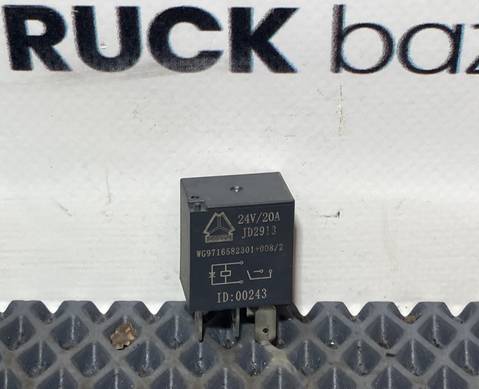 RUCK baz
24V/20A
JD2913
WG9716582301+008/2
ID:00243